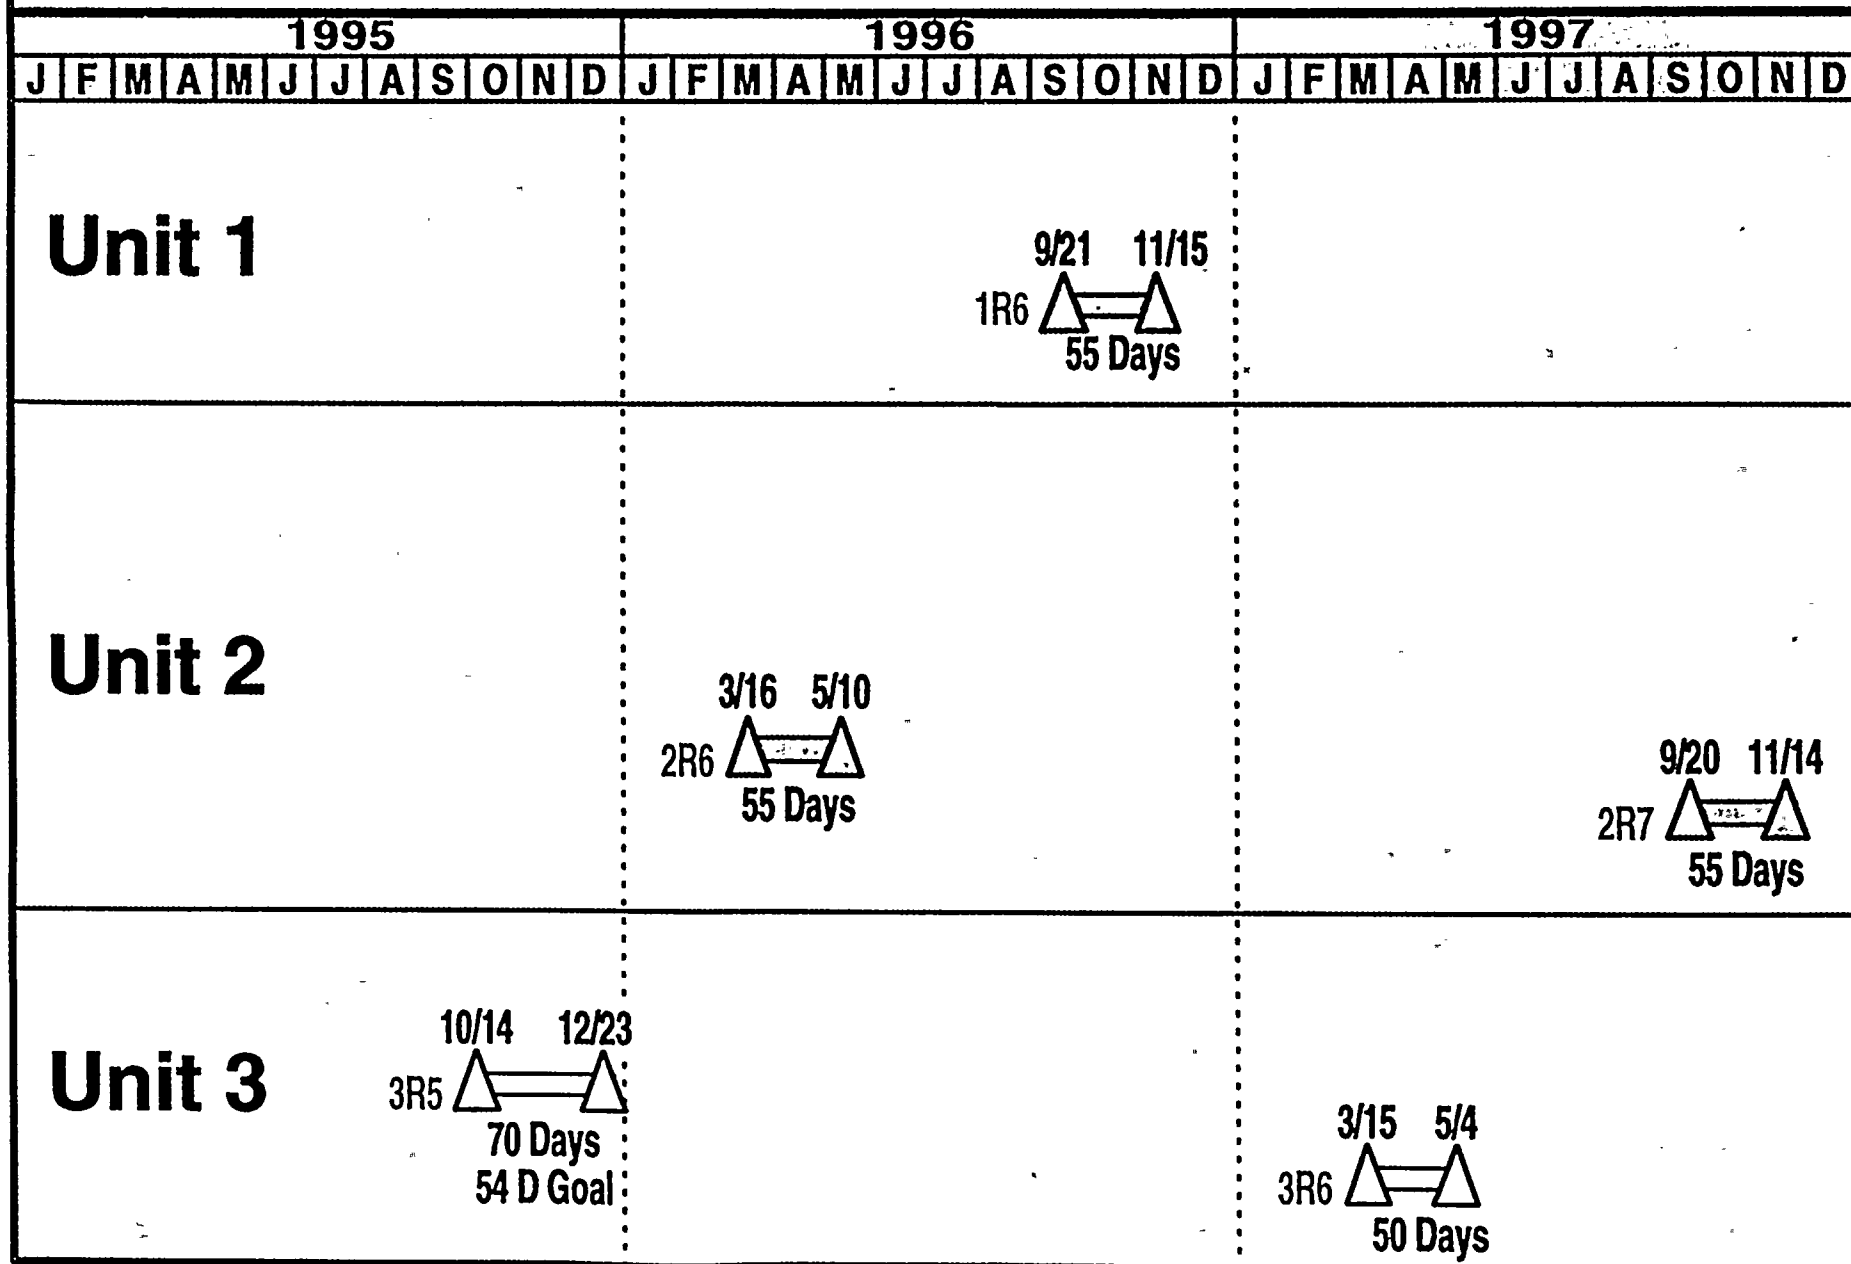 1995 1996 1997
J F M A M J J A S O N D J F M A M J J A S O N D J F M A M J J A S O N D
Unit 1
9/21 11/15
1R6
55 Days
Unit 2
3/16 5/10
2R6
55 Days
9/20 11/14
2R7
55 Days
Unit 3
10/14 12/23
3R5
70 Days
54 D Goal
3/15 5/4
3R6
50 Days